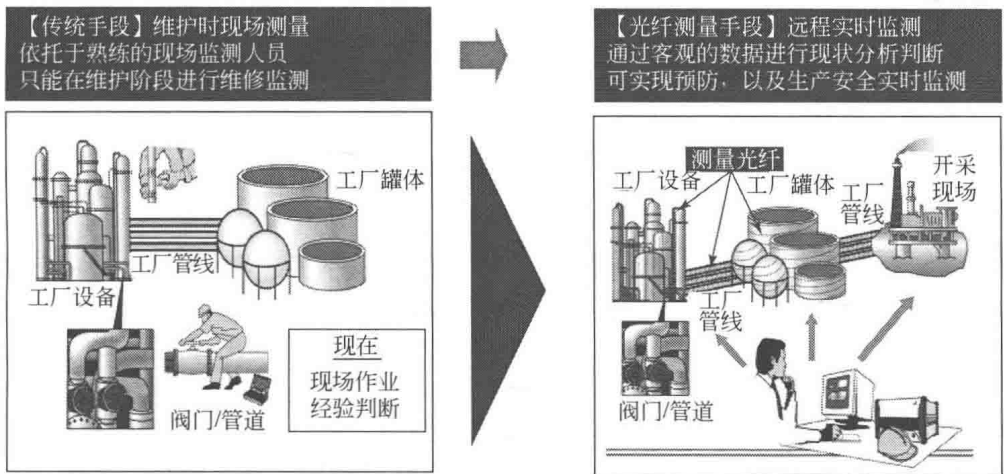 【传统手段】维护时现场测量
依托于熟练的现场监测人员
只能在维护阶段进行维修监测
工厂罐体
工厂管线
工厂设备
阀门/管道
现在
现场作业
经验判断
【光纤测量手段】远程实时监测
通过客观的数据进行现状分析判断
可实现预防，以及生产安全实时监测
测量光纤
工厂设备
工厂罐体
工厂
管线
开采
现场
工厂
管线
阀门/管道